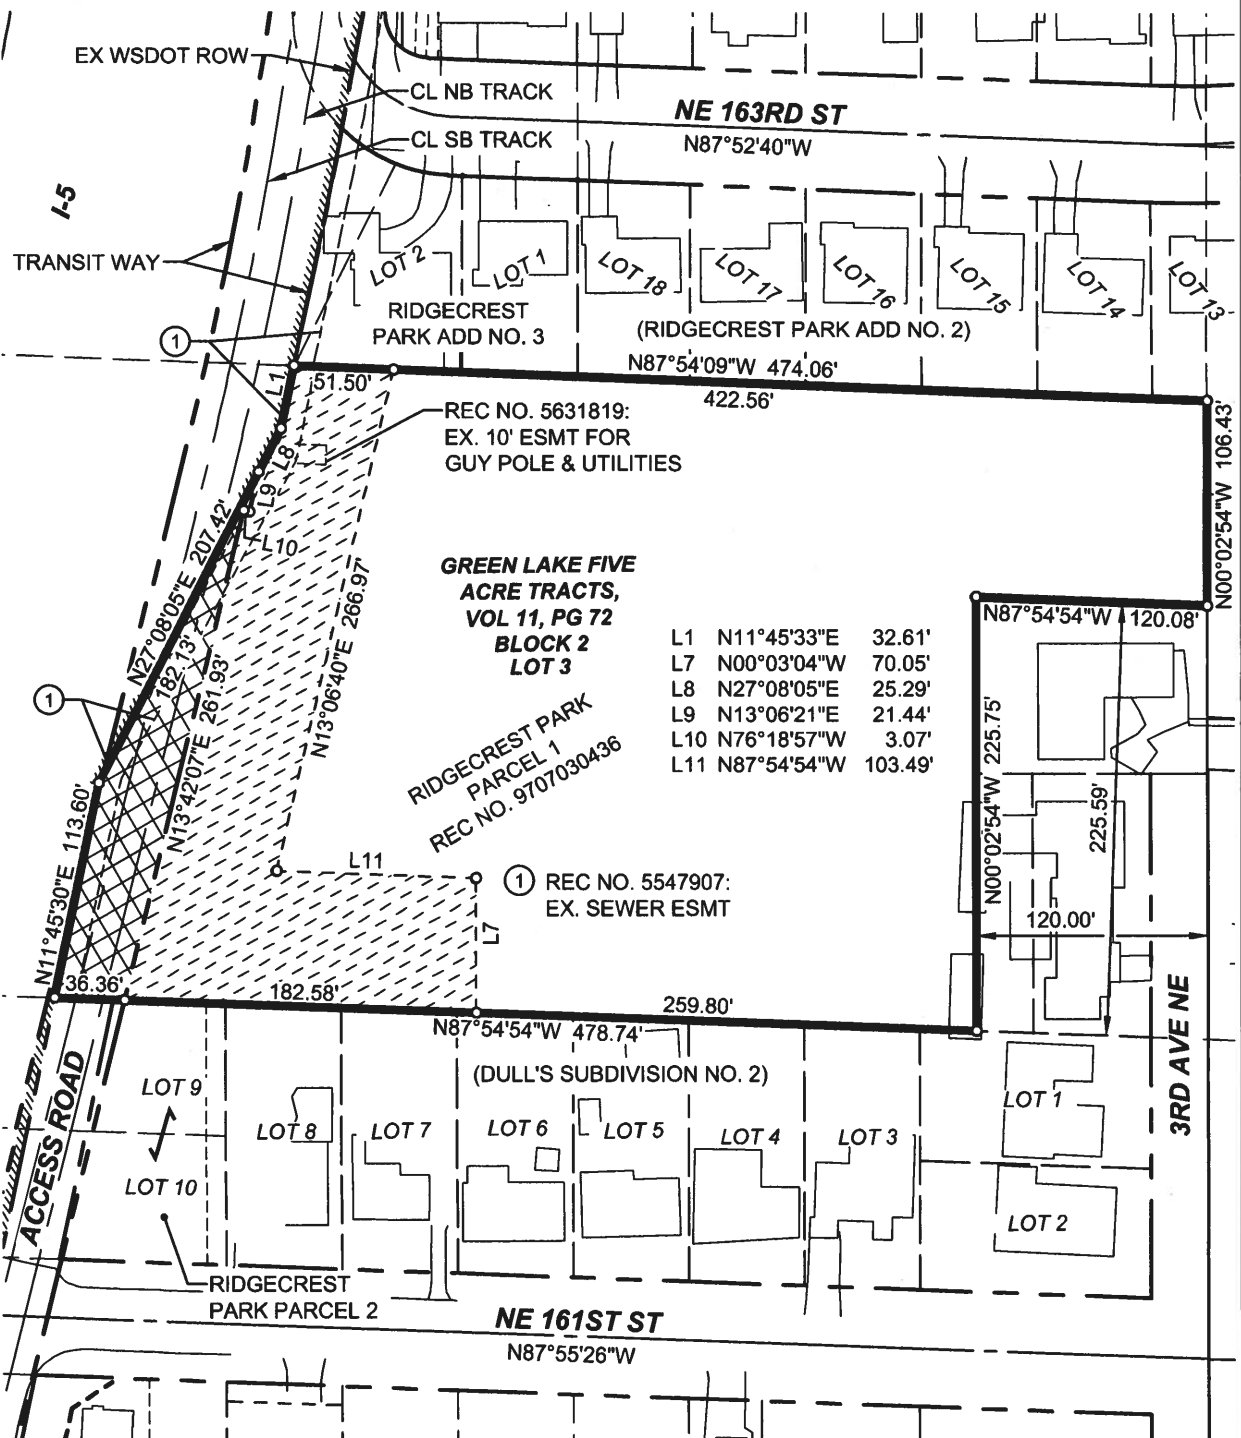 EX WSDOT ROW
CL NB TRACK
CL SB TRACK
NE 163RD ST
N87°52'40"W
I-5
TRANSIT WAY
LOT 2
LOT 1
LOT 18
LOT 17
LOT 16
LOT 15
LOT 14
LOT 13
RIDGECREST
PARK ADD NO. 3
(RIDGECREST PARK ADD NO. 2)
1
N87°54'09"W 474.06'
L1
51.50'
422.56'
REC NO. 5631819:
EX. 10' ESMT FOR
GUY POLE & UTILITIES
N00°02'54"W 106.43'
L8
L9
L10
N27°08'05"E 207.42'
182.13'
N13°42'07"E 261.93'
N13°06'40"E 266.97'
GREEN LAKE FIVE
ACRE TRACTS,
VOL 11, PG 72
BLOCK 2
LOT 3
N87°54'54"W 120.08'
L1 N11°45'33"E 32.61'
L7 N00°03'04"W 70.05'
L8 N27°08'05"E 25.29'
L9 N13°06'21"E 21.44'
L10 N76°18'57"W 3.07'
L11 N87°54'54"W 103.49'
RIDGECREST PARK
PARCEL 1
REC NO. 9707030436
1
N00°02'54"W 225.75'
225.59'
N11°45'30"E 113.60'
L11
L7
1 REC NO. 5547907:
EX. SEWER ESMT
120.00'
36.36'
182.58'
259.80'
N87°54'54"W 478.74'
3RD AVE NE
ACCESS ROAD
(DULL'S SUBDIVISION NO. 2)
LOT 9
LOT 8
LOT 7
LOT 6
LOT 5
LOT 4
LOT 3
LOT 1
LOT 10
LOT 2
RIDGECREST
PARK PARCEL 2
NE 161ST ST
N87°55'26"W